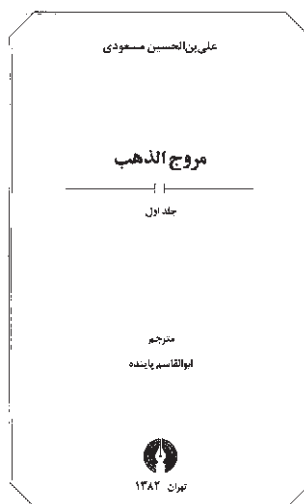 علی‌بن‌الحسین مسعودی
مروج الذهب
جلد اول
مترجم
ابوالقاسم پاینده
تهران ۱۳۸۲